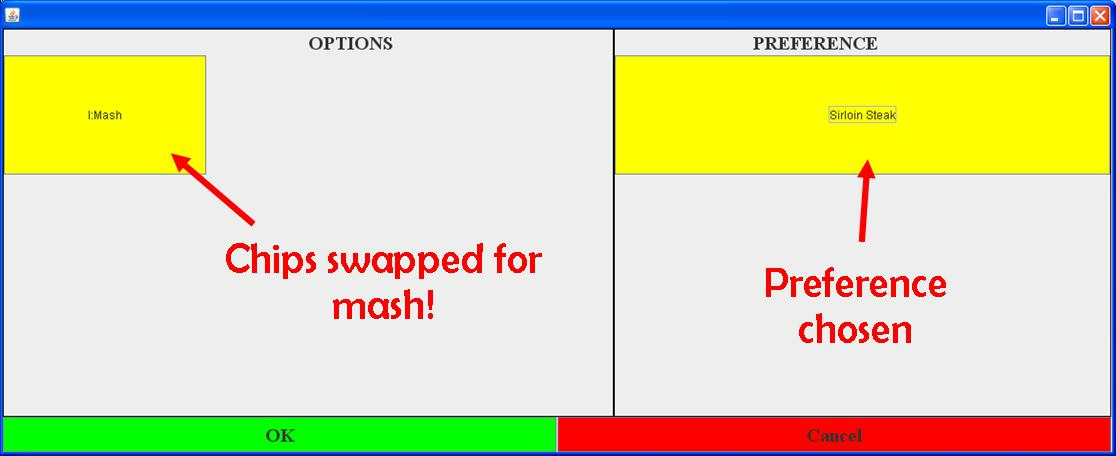 OPTIONS
PREFERENCE
I:Mash
Sirloin Steak
Chips swapped for
mash!
Preference
chosen
OK
Cancel